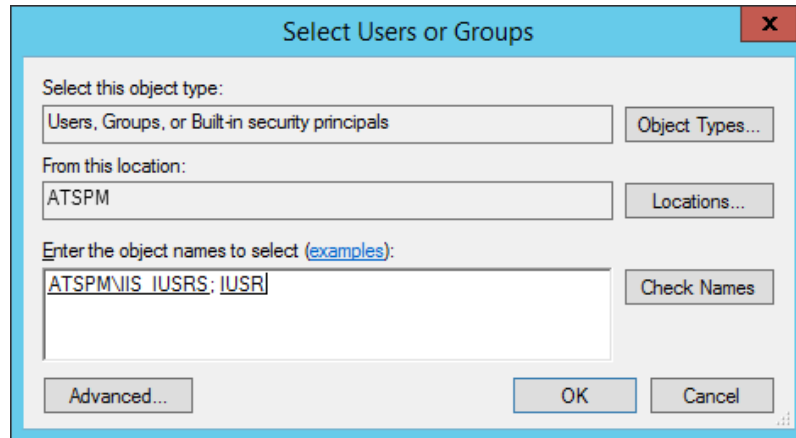 Select Users or Groups
x
Select this object type:
Users, Groups, or Built-in security principals
Object Types...
From this location:
ATSPM
Locations...
Enter the object names to select (examples):
ATSPM\IIS_IUSRS; IUSR
Check Names
Advanced...
OK
Cancel